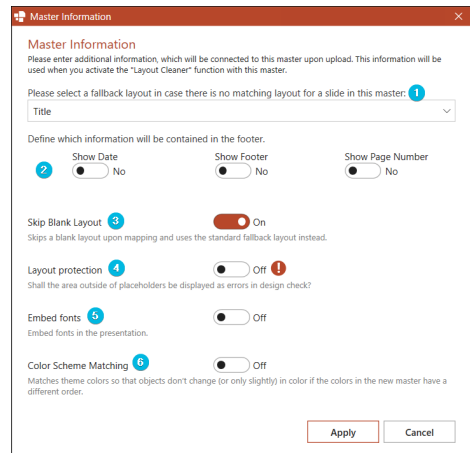 Master Information
Master Information
Please enter additional information, which will be connected to this master upon upload. This information will be
used when you activate the "Layout Cleaner" function with this master.
Please select a fallback layout in case there is no matching layout for a slide in this master: 1
Title
Define which information will be contained in the footer.
Show Date Show Footer Show Page Number
2 No No No
Skip Blank Layout 3 On
Skips a blank layout upon mapping and uses the standard fallback layout instead.
Layout protection 4 Off !
Shall the area outside of placeholders be displayed as errors in design check?
Embed fonts 5 Off
Embed fonts in the presentation.
Color Scheme Matching 6 Off
Matches theme colors so that objects don't change (or only slightly) in color if the colors in the new master have a
different order.
Apply Cancel